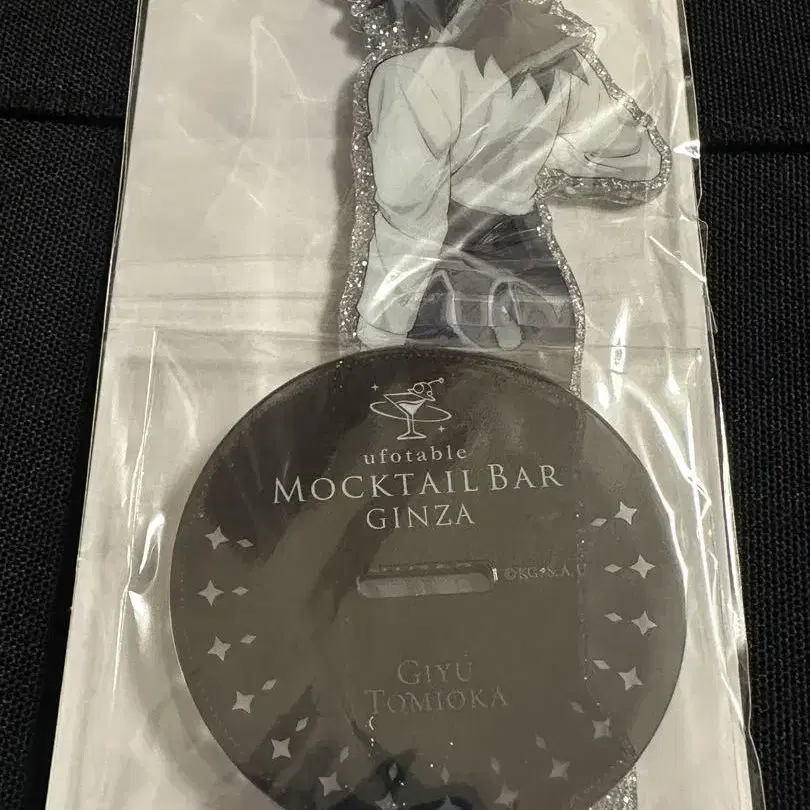 ufotable
MOCKTAIL BAR
GINZA
©KG/S,A,U
GIYU
TOMIOKA